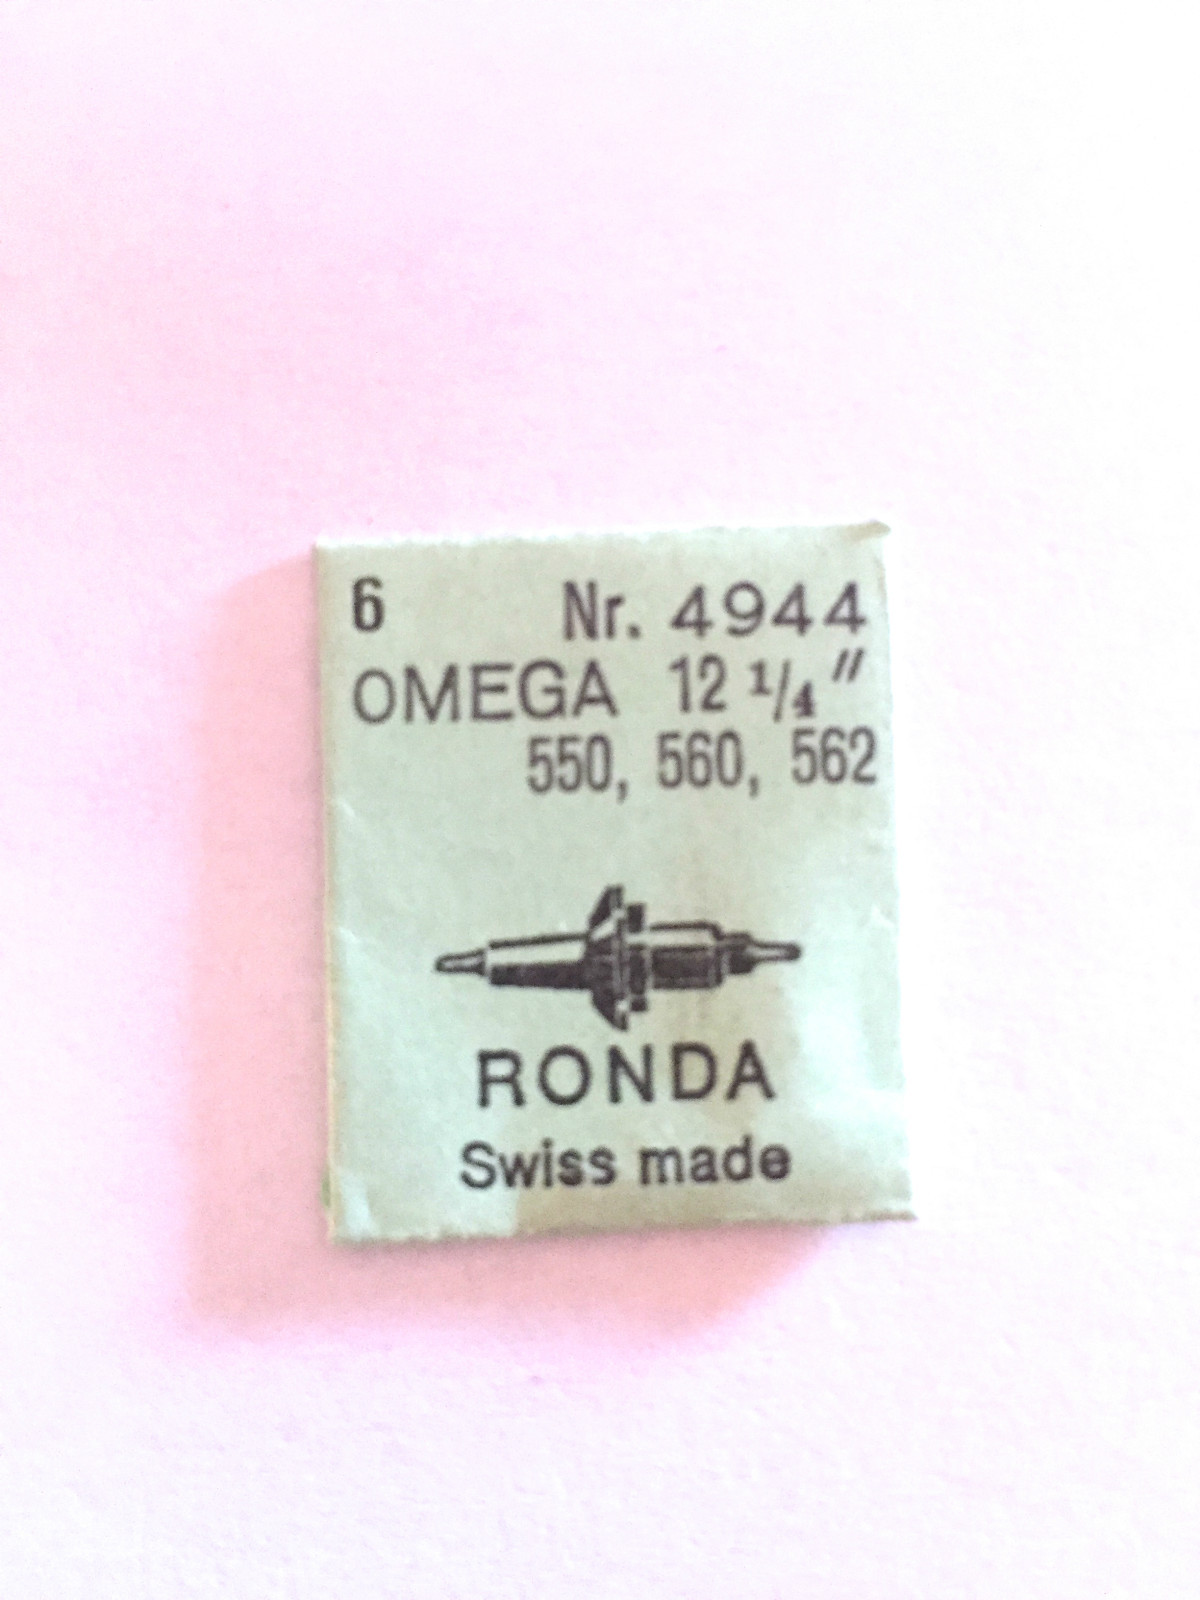 6 Nr. 4944
OMEGA 12 1/4″
550, 560, 562
RONDA
Swiss made